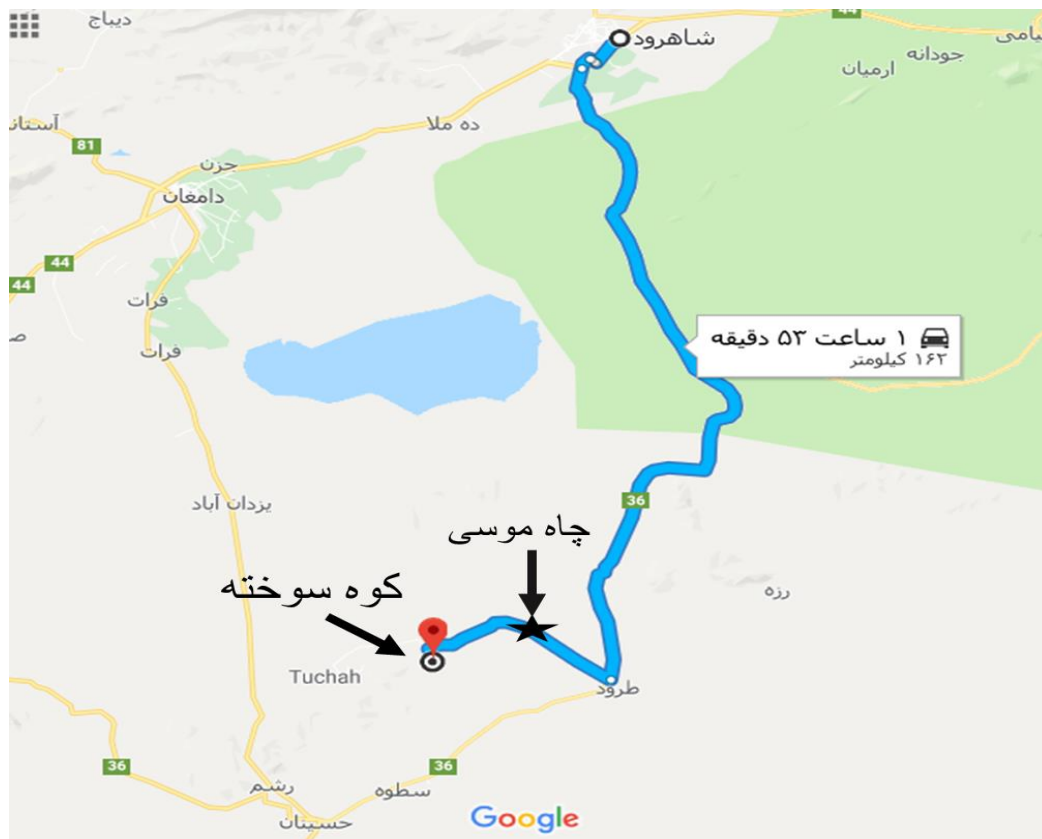 دیباج
44
شاهرود
جودانه
ارمیان
آستانه
ده ملا
81
جزن
دامغان
44
44
فرات
۱ ساعت ۵۳ دقیقه
۱۶۲ کیلومتر
فرات
یزدان آباد
36
چاه موسی
کوه سوخته
رزه
Tuchah
طرود
36
36
رشم
سطوه
حسینان
Google